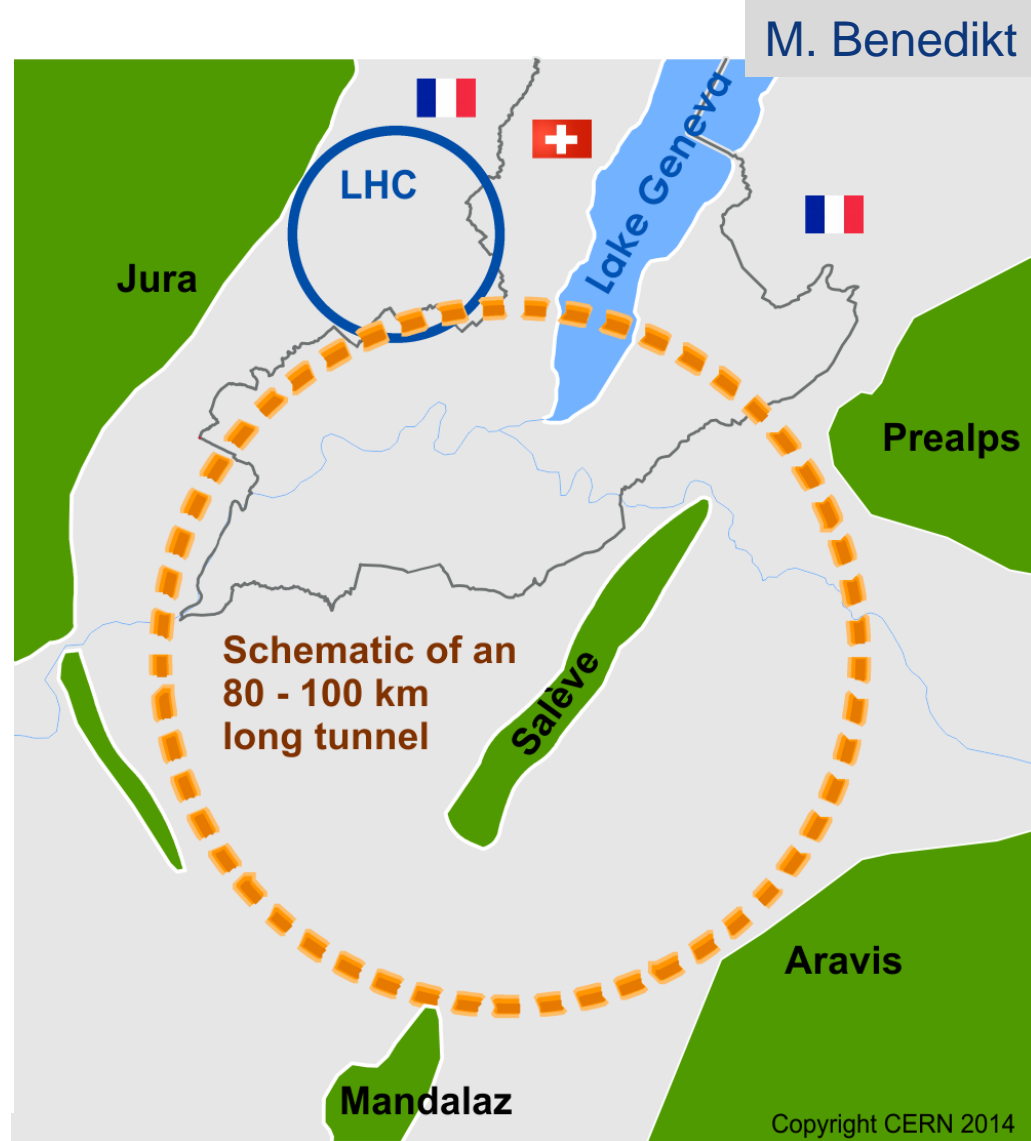 M. Benedikt
LHC
Lake Geneva
Jura
Prealps
Schematic of an
80 - 100 km
long tunnel
Salève
Aravis
Mandalaz
Copyright CERN 2014